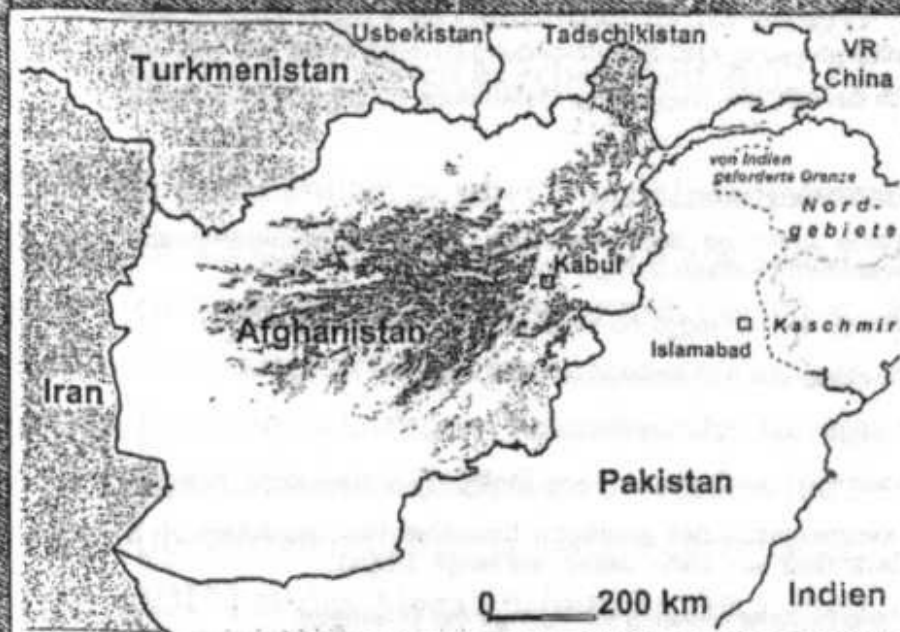 Usbekistan
Tadschikistan
VR
China
Turkmenistan
von Indien
geforderte Grenze
Nord-
gebiete
Kabul
Afghanistan
Kaschmir
Islamabad
Iran
Pakistan
Indien
0 200 km